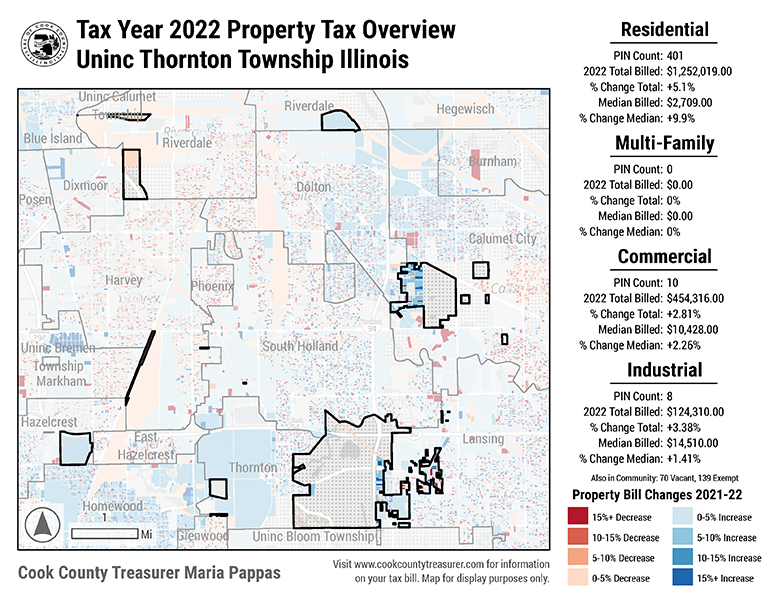 Tax Year 2022 Property Tax Overview
Uninc Thornton Township Illinois
Uninc Calumet
Township
Riverdale
Hegewisch
Blue Island
Riverdale
Burnham
Dixmoor
Dolton
Posen
Calumet City
Harvey
Phoenix
94
Uninc Bremen
Township
Markham
South Holland
Hazelcrest
East
Hazelcrest
Lansing
Thornton
Homewood
1
Mi
Glenwood
Uninc Bloom Township
Cook County Treasurer Maria Pappas
Visit www.cookcountytreasurer.com for information
on your tax bill. Map for display purposes only.
Residential
PIN Count: 401
2022 Total Billed: $1,252,019.00
% Change Total: +5.1%
Median Billed: $2,709.00
% Change Median: +9.9%
Multi-Family
PIN Count: 0
2022 Total Billed: $0.00
% Change Total: 0%
Median Billed: $0.00
% Change Median: 0%
Commercial
PIN Count: 10
2022 Total Billed: $454,316.00
% Change Total: +2.81%
Median Billed: $10,428.00
% Change Median: +2.26%
Industrial
PIN Count: 8
2022 Total Billed: $124,310.00
% Change Total: +3.38%
Median Billed: $14,510.00
% Change Median: +1.41%
Also in Community: 70 Vacant, 139 Exempt
Property Bill Changes 2021-22
15%+ Decrease
0-5% Increase
10-15% Decrease
5-10% Increase
5-10% Decrease
10-15% Increase
0-5% Decrease
15%+ Increase